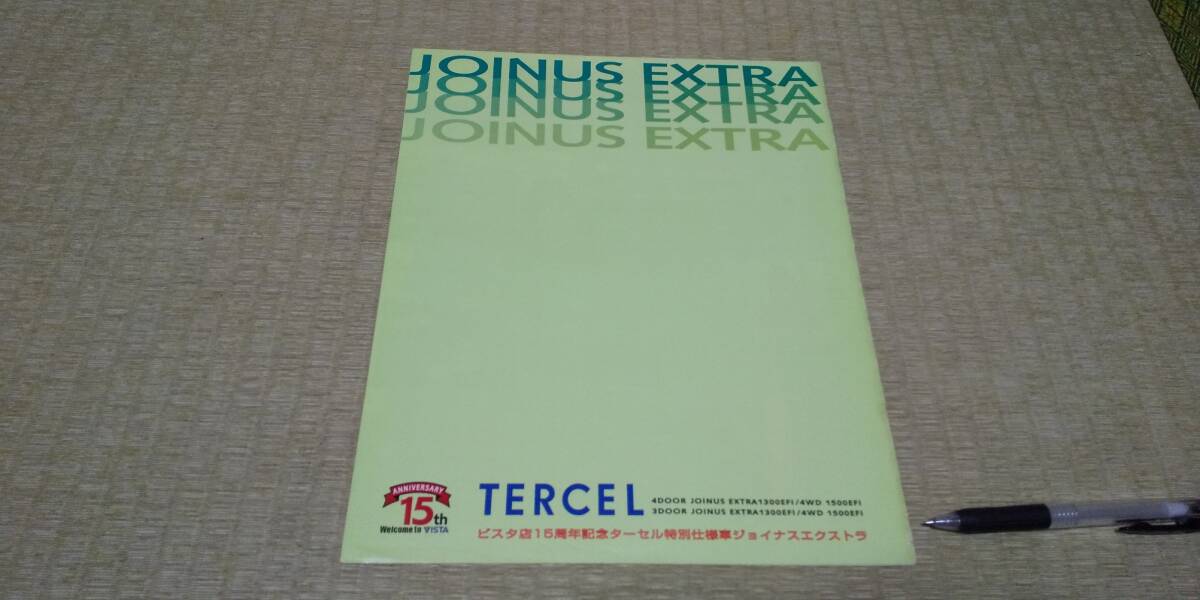 JOINUS EXTRA
JOINUS EXTRA
JOINUS EXTRA
JOINUS EXTRA
ANNIVERSARY
15th
Welcome to VISTA
TERCEL
4DOOR JOINUS EXTRA1300EFI/4WD 1500EFI
3DOOR JOINUS EXTRA1300EFI/4WD 1500EFI
ビスタ店15周年記念ターセル特別仕様車ジョイナスエクストラ